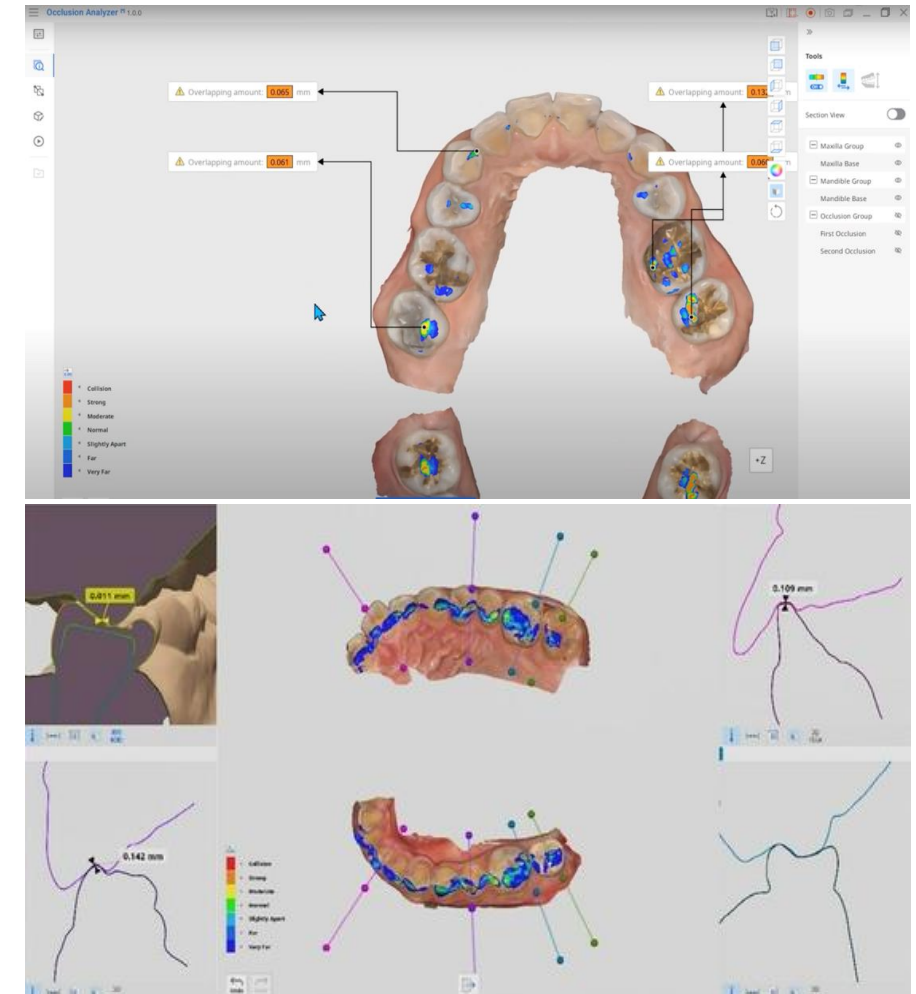 Occlusion Analyzer 1.0.0
Tools
Section View
Maxilla Group
Maxilla Base
Mandible Group
Mandible Base
Occlusion Group
First Occlusion
Second Occlusion
Overlapping amount: 0.065 mm
Overlapping amount: 0.061 mm
Overlapping amount:
Overlapping amount:
Collision
Strong
Moderate
Normal
Slightly Apart
Far
Very Far
+Z
0.011 mm
0.109 mm
0.142 mm
Collision
Strong
Moderate
Normal
Slightly Apart
Far
Very Far
Undo